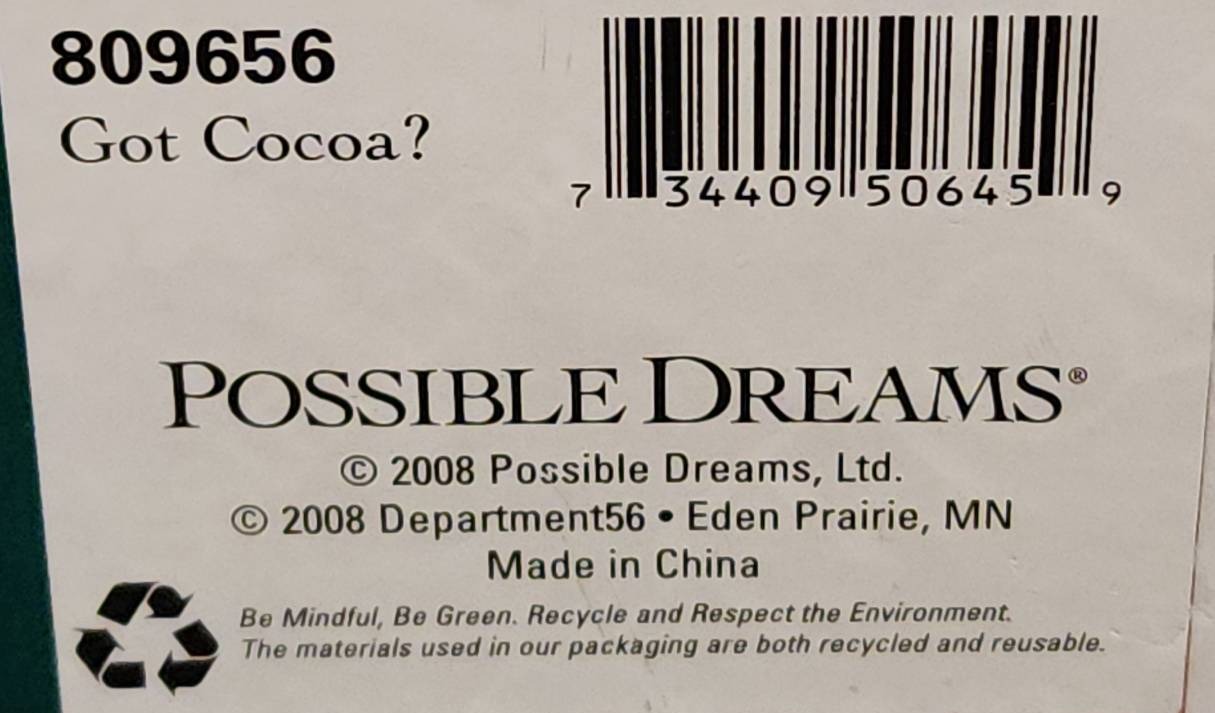 809656
Got Cocoa?
7 34409 50645 9
POSSIBLE DREAMS®
© 2008 Possible Dreams, Ltd.
© 2008 Department56 • Eden Prairie, MN
Made in China
Be Mindful, Be Green. Recycle and Respect the Environment.
The materials used in our packaging are both recycled and reusable.